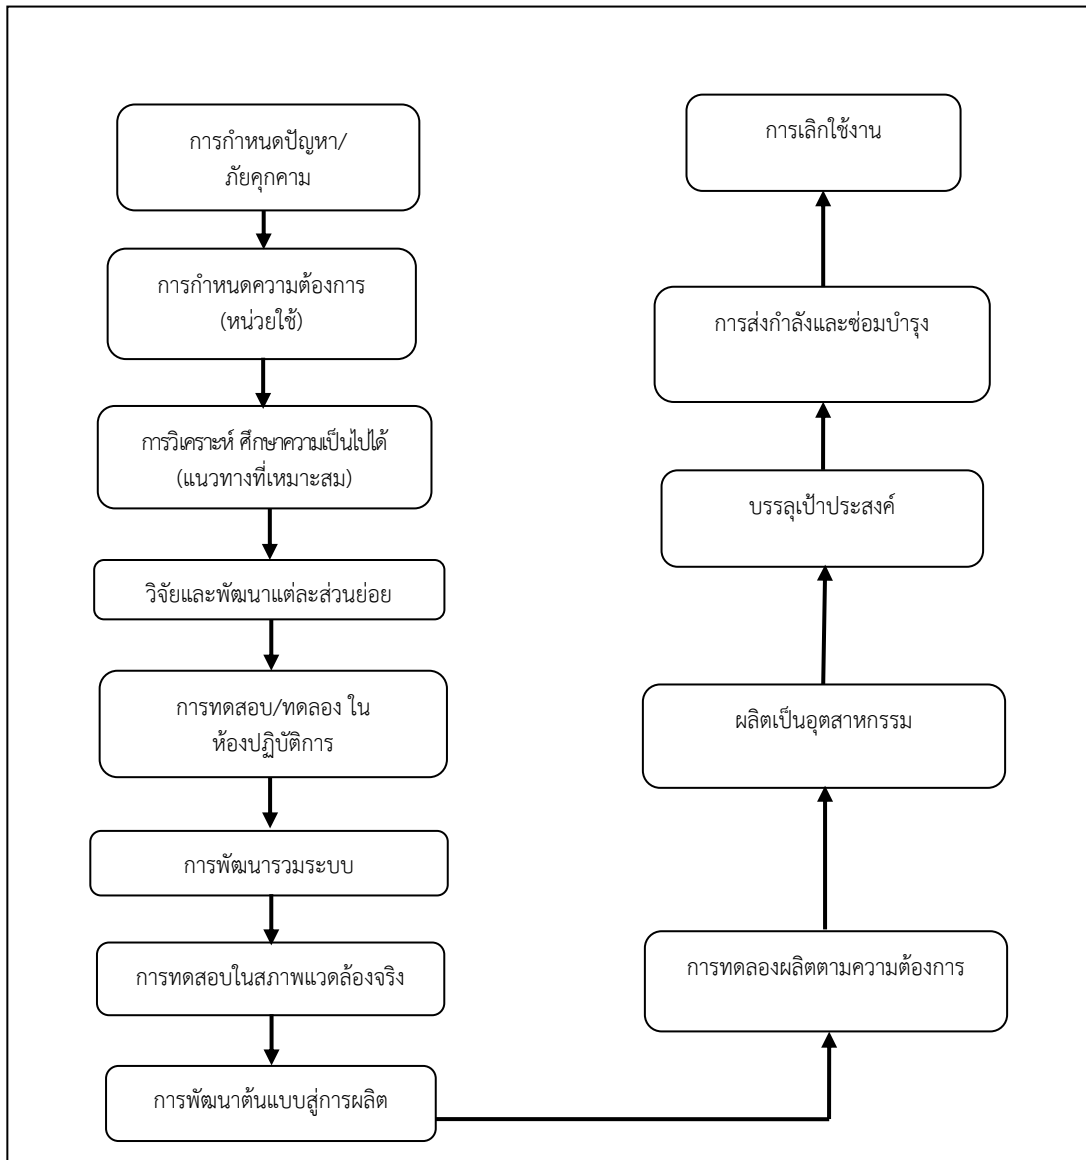 การกำหนดปัญหา/
ภัยคุกคาม
การกำหนดความต้องการ
(หน่วยใช้)
การวิเคราะห์ ศึกษาความเป็นไปได้
(แนวทางที่เหมาะสม)
วิจัยและพัฒนาแต่ละส่วนย่อย
การทดสอบ/ทดลอง ใน
ห้องปฏิบัติการ
การพัฒนารวมระบบ
การทดสอบในสภาพแวดล้องจริง
การพัฒนาต้นแบบสู่การผลิต
การทดลองผลิตตามความต้องการ
ผลิตเป็นอุตสาหกรรม
บรรลุเป้าประสงค์
การส่งกำลังและซ่อมบำรุง
การเลิกใช้งาน